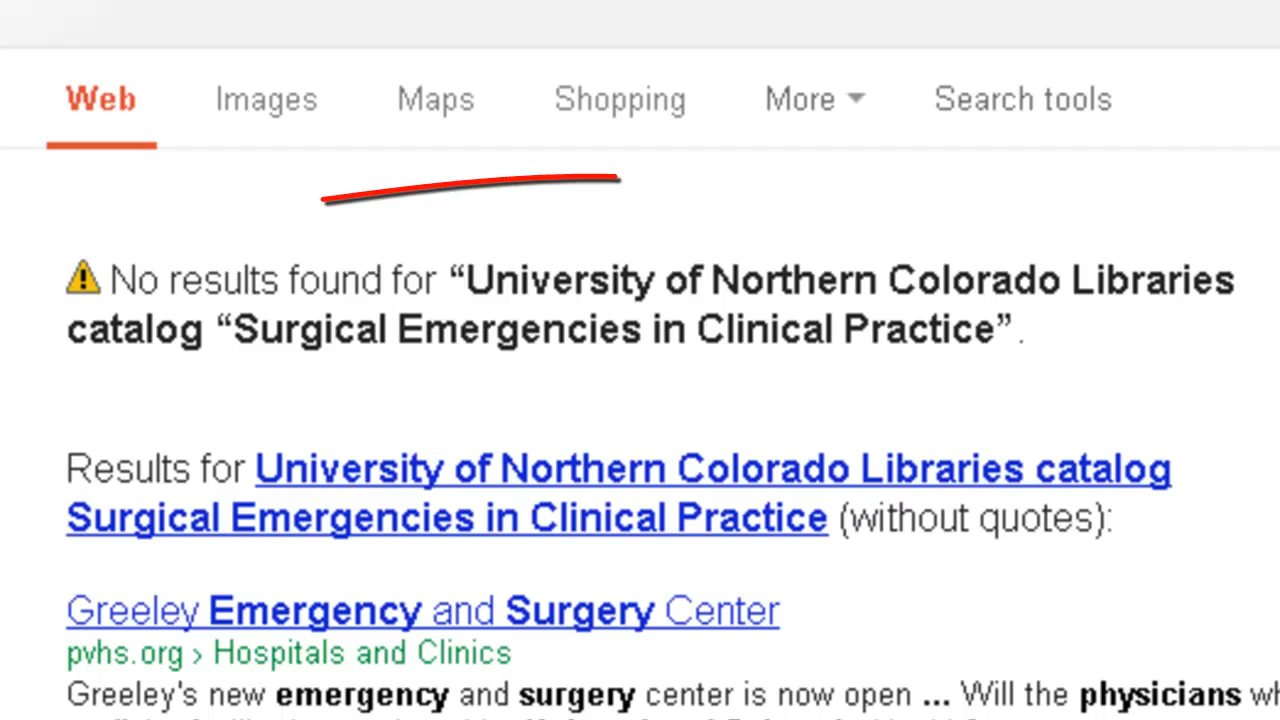 Web Images Maps Shopping More Search tools
No results found for “University of Northern Colorado Libraries
catalog “Surgical Emergencies in Clinical Practice”.
Results for University of Northern Colorado Libraries catalog
Surgical Emergencies in Clinical Practice (without quotes):
Greeley Emergency and Surgery Center
pvhs.org › Hospitals and Clinics
Greeley's new emergency and surgery center is now open ... Will the physicians